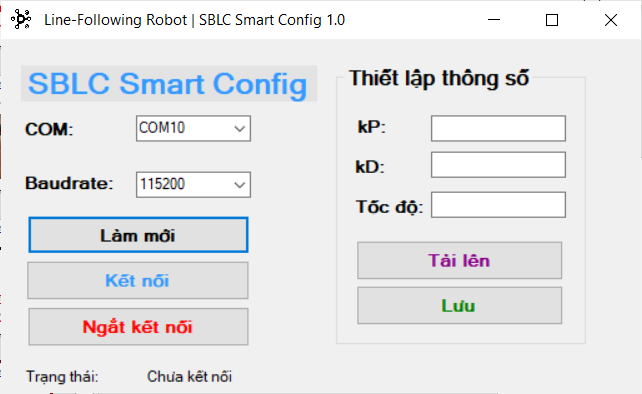 Line-Following Robot | SBLC Smart Config 1.0
SBLC Smart Config
COM:
COM10
Baudrate:
115200
Làm mới
Kết nối
Ngắt kết nối
Trạng thái:
Chưa kết nối
Thiết lập thông số
kP:
kD:
Tốc độ:
Tải lên
Lưu